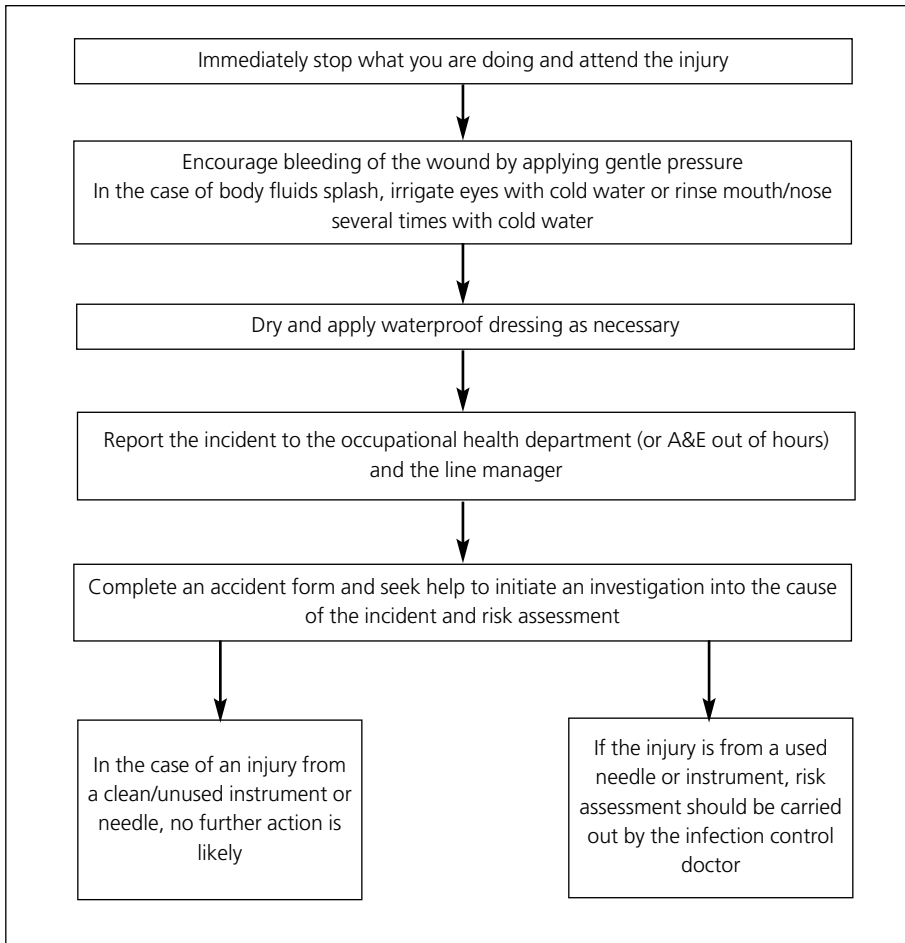 Immediately stop what you are doing and attend the injury
Encourage bleeding of the wound by applying gentle pressure
In the case of body fluids splash, irrigate eyes with cold water or rinse mouth/nose
several times with cold water
Dry and apply waterproof dressing as necessary
Report the incident to the occupational health department (or A&E out of hours)
and the line manager
Complete an accident form and seek help to initiate an investigation into the cause
of the incident and risk assessment
In the case of an injury from
a clean/unused instrument or
needle, no further action is
likely
If the injury is from a used
needle or instrument, risk
assessment should be carried
out by the infection control
doctor